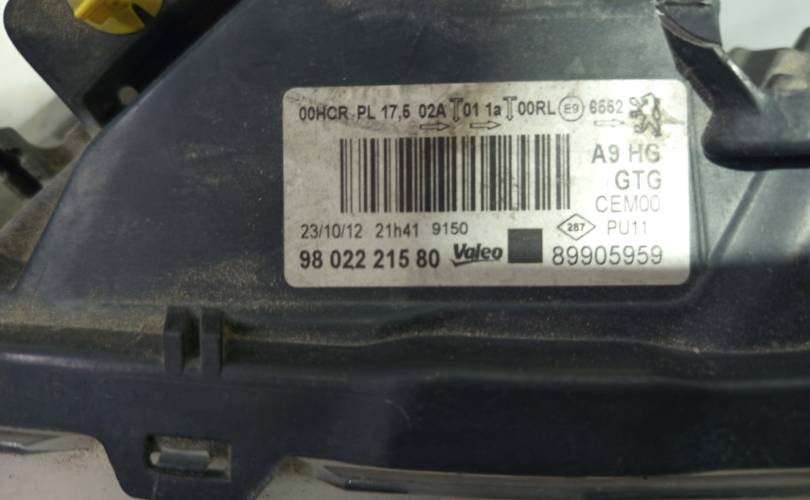 00HCR PL 17,5 02A 01 1a 00RL E9 6652
A9 HG
GTG
CEM00
23/10/12 21h41 9150 287 PU11
98 022 215 80 Valeo 89905959